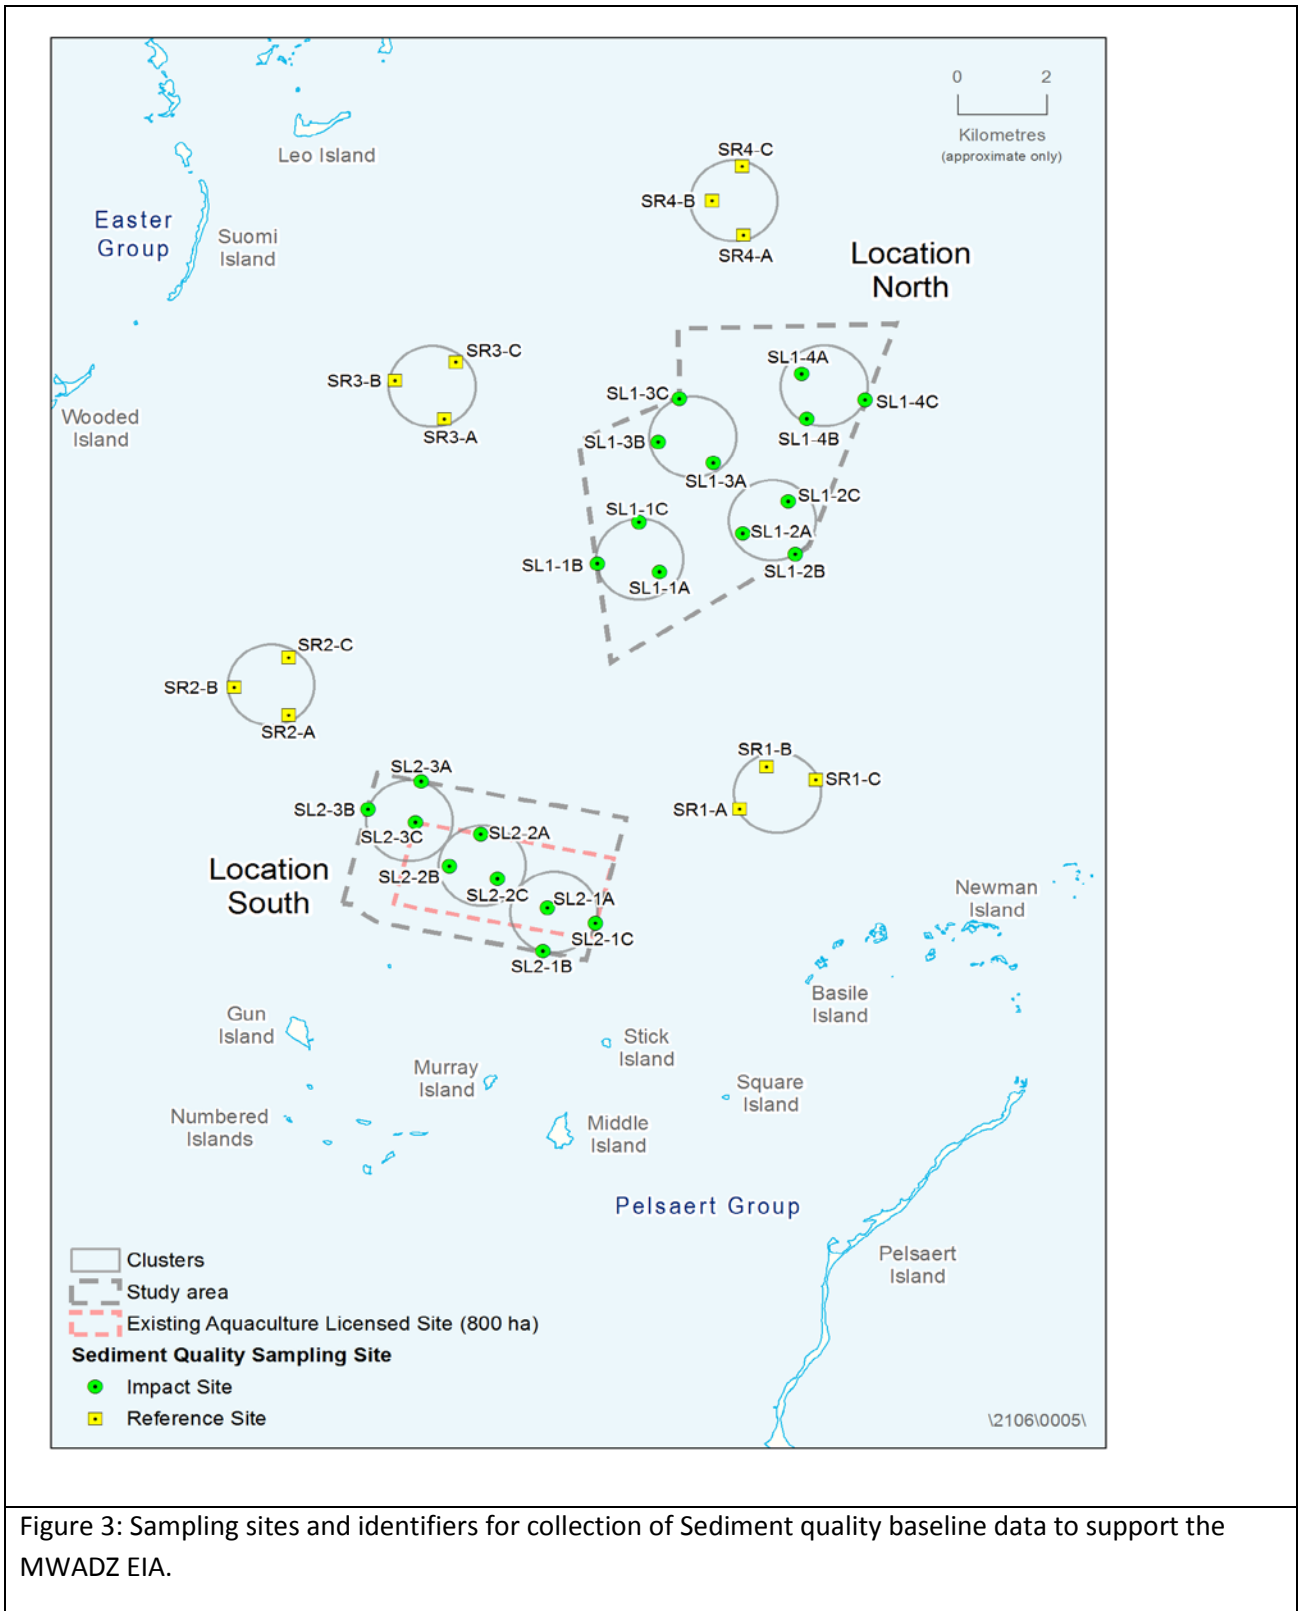 0 2
Kilometres
(approximate only)
Leo Island
SR4-C
SR4-B
SR4-A
Easter
Group
Suomi
Island
Location
North
SR3-C
SR3-B
SR3-A
Wooded
Island
SL1-4A
SL1-4C
SL1-4B
SL1-3C
SL1-3B
SL1-3A
SL1-2C
SL1-2A
SL1-2B
SL1-1C
SL1-1B
SL1-1A
SR2-C
SR2-B
SR2-A
SR1-B
SR1-C
SR1-A
SL2-3A
SL2-3B
SL2-3C
SL2-2A
SL2-2B
SL2-2C
SL2-1A
SL2-1C
SL2-1B
Location
South
Newman
Island
Basile
Island
Gun
Island
Stick
Island
Murray
Island
Square
Island
Numbered
Islands
Middle
Island
Pelsaert Group
Pelsaert
Island
Clusters
Study area
Existing Aquaculture Licensed Site (800 ha)
Sediment Quality Sampling Site
Impact Site
Reference Site
\2106\0005\
Figure 3: Sampling sites and identifiers for collection of Sediment quality baseline data to support the
MWADZ EIA.